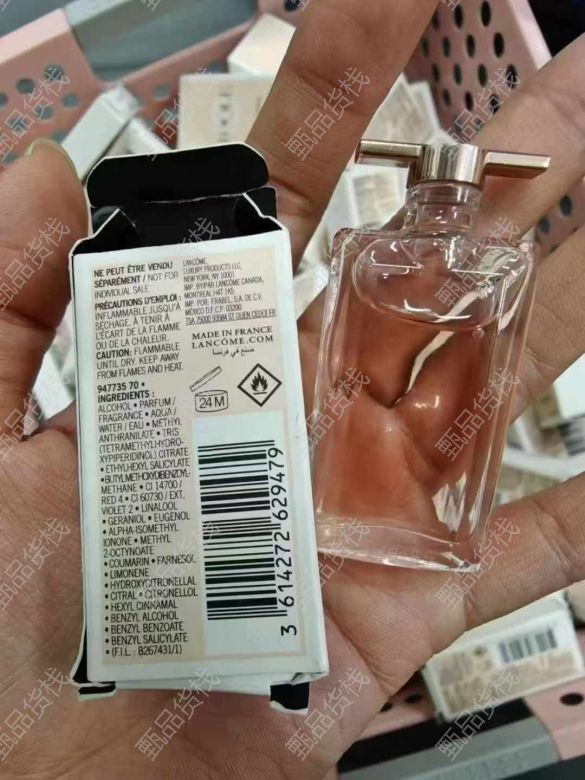 NE PEUT ÊTRE VENDU
SÉPARÉMENT / NOT FOR
INDIVIDUAL SALE
PRÉCAUTIONS D'EMPLOI :
INFLAMMABLE JUSQU'À
SÉCHAGE. À TENIR À
L'ÉCART DE LA FLAMME
OU DE LA CHALEUR.
CAUTION: FLAMMABLE
UNTIL DRY. KEEP AWAY
FROM FLAMES AND HEAT.
947735 70 •
INGREDIENTS :
ALCOHOL • PARFUM /
FRAGRANCE • AQUA /
WATER / EAU • METHYL
ANTHRANILATE • TRIS
(TETRAMETHYLHYDRO-
XYPIPERIDINOL) CITRATE
• ETHYLHEXYL SALICYLATE
• BUTYL METHOXYDIBENZOYL-
METHANE • CI 14700 /
RED 4 • CI 60730 / EXT.
VIOLET 2 • LINALOOL
• GERANIOL • EUGENOL
• ALPHA-ISOMETHYL
IONONE • METHYL
2-OCTYNOATE
COUMARIN • FARNESOL
• LIMONENE
• HYDROXYCITRONELLAL
CITRAL • CITRONELLOL
• HEXYL CINNAMAL
BENZYL ALCOHOL
• BENZYL BENZOATE
• BENZYL SALICYLATE
• (F.I.L. : B267431/1)
LANCÔME,
LUXURY PRODUCTS LLC,
NEW YORK, NY 10001
IMP. BY/PAR LANCÔME CANADA,
MONTREAL H4T 1K5
IMP. POR: FRABEL, S.A. DE C.V.
MÉXICO D.F. C.P. 03200
TSA 75000 93584 ST OUEN CEDEX FR
MADE IN FRANCE
LANCOME.COM
صنع في فرنسا
24 M
3 614272 629479
甄品货栈